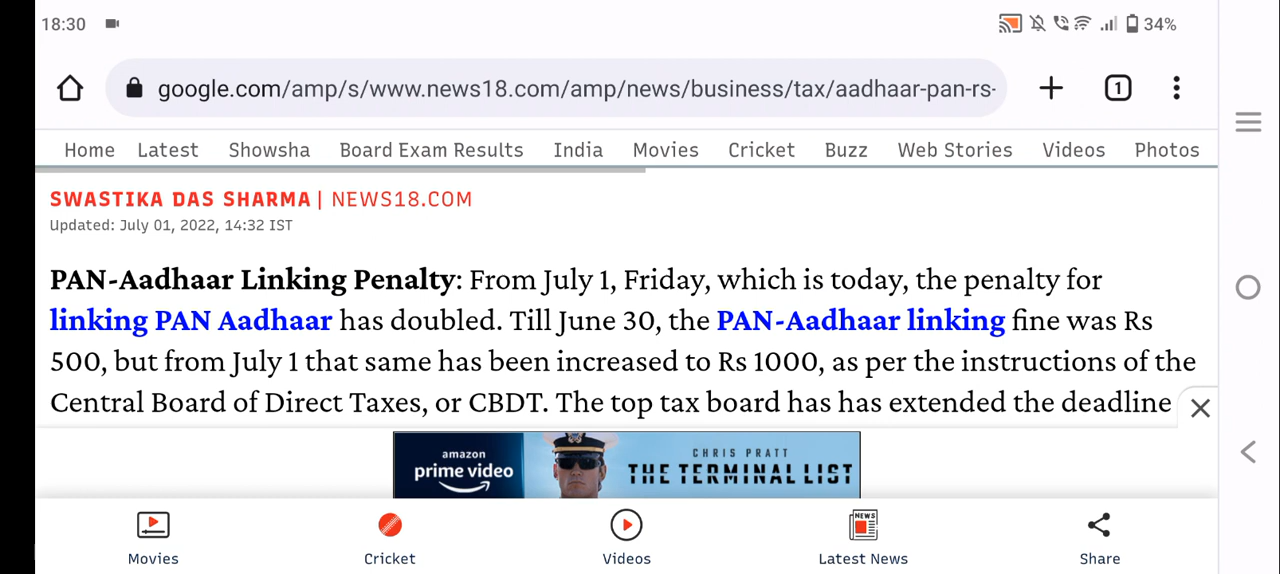 18:30
34%
google.com/amp/s/www.news18.com/amp/news/business/tax/aadhaar-pan-rs-
1
Home Latest Showsha Board Exam Results India Movies Cricket Buzz Web Stories Videos Photos
SWASTIKA DAS SHARMA | NEWS18.COM
Updated: July 01, 2022, 14:32 IST
PAN-Aadhaar Linking Penalty: From July 1, Friday, which is today, the penalty for
linking PAN Aadhaar has doubled. Till June 30, the PAN-Aadhaar linking fine was Rs
500, but from July 1 that same has been increased to Rs 1000, as per the instructions of the
Central Board of Direct Taxes, or CBDT. The top tax board has has extended the deadline
amazon
prime video
CHRIS PRATT
THE TERMINAL LIST
NEWS
Movies Cricket Videos Latest News Share